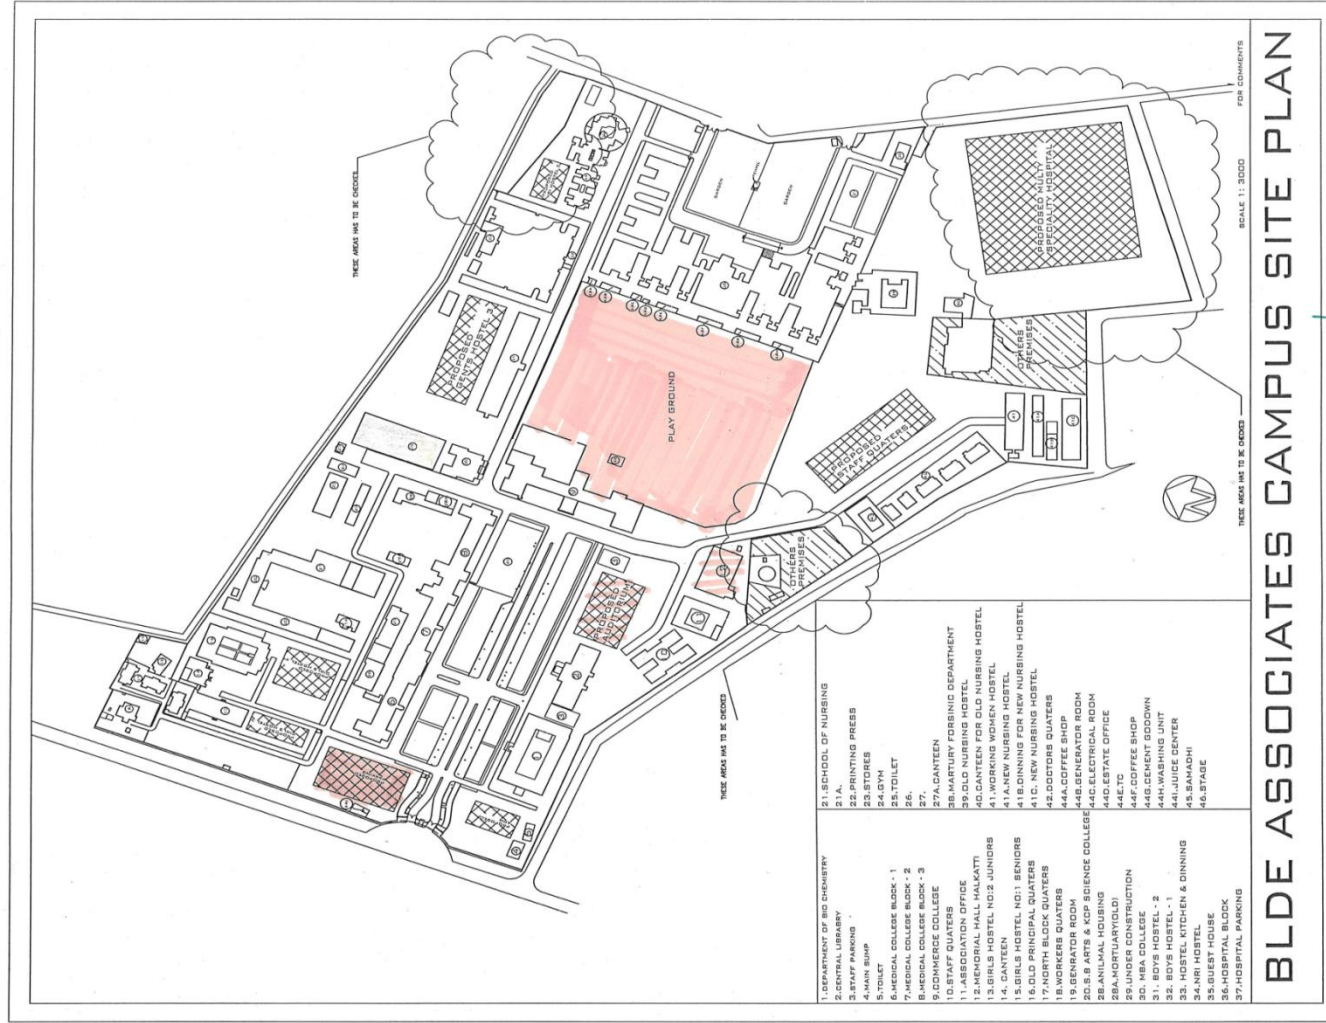 BLDE ASSOCIATES CAMPUS SITE PLAN
SCALE 1: 3000
FOR COMMENTS
THESE AREAS HAS TO BE CHECKED
THESE AREAS HAS TO BE CHECKED
THESE AREAS HAS TO BE CHECKED
PROPOSED MULTY
SPECIALITY HOSPITAL
OTHERS
PREMISES
OTHERS
PREMISES
PROPOSED
STAFF QUATERS
PROPOSED
GENTS HOSTEL 3
PROPOSED
AUDITORIUM
PLAY GROUND
GARDEN
GARDEN
1.DEPARTMENT OF BIO CHEMISTRY
2.CENTRAL LIBRABRY
3.STAFF PARKING
4.MAIN SUMP
5.TOILET
6.MEDICAL COLLEGE BLOCK - 1
7.MEDICAL COLLEGE BLOCK - 2
8.MEDICAL COLLEGE BLOCK - 3
9.COMMERCE COLLEGE
10.STAFF QUATERS
11.ASSOCIATION OFFICE
12.MEMORIAL HALL HALKATTI
13.GIRLS HOSTEL NO:2 JUNIORS
14. CANTEEN
15.GIRLS HOSTEL NO:1 SENIORS
16.OLD PRINCIPAL QUATERS
17.NORTH BLOCK QUATERS
18.WORKERS QUATERS
19.GENRATOR ROOM
20.S.B ARTS & KCP SCIENCE COLLEGE
28.ANILMAL HOUSING
28A.MORTUARY(OLD)
29.UNDER CONSTRUCTION
30. MBA COLLEGE
31. BOYS HOSTEL - 2
32. BOYS HOSTEL - 1
33. HOSTEL KITCHEN & DINNING
34.NRI HOSTEL
35.GUEST HOUSE
36.HOSPITAL BLOCK
37.HOSPITAL PARKING
21.SCHOOL OF NURSING
21A.
22.PRINTING PRESS
23.STORES
24.GYM
25.TOILET
26.
27.
27A.CANTEEN
38.MARTURY FORSINIC DEPARTMENT
39.OLD NURSING HOSTEL
40.CANTEEN FOR OLD NURSING HOSTEL
41.WORKING WOMEN HOSTEL
41A.NEW NURSING HOSTEL
41B.DINNING FOR NEW NURSING HOSTEL
41C. NEW NURSING HOSTEL
42.DOCTORS QUATERS
44A.COFFEE SHOP
44B.GENERATOR ROOM
44C.ELECTRICAL ROOM
44D.ESTATE OFFICE
44E.TC
44F.COFFEE SHOP
44G.CEMENT GODOWN
44H.WASHING UNIT
44I.JUICE CENTER
45.SAMADHI
46.STAGE